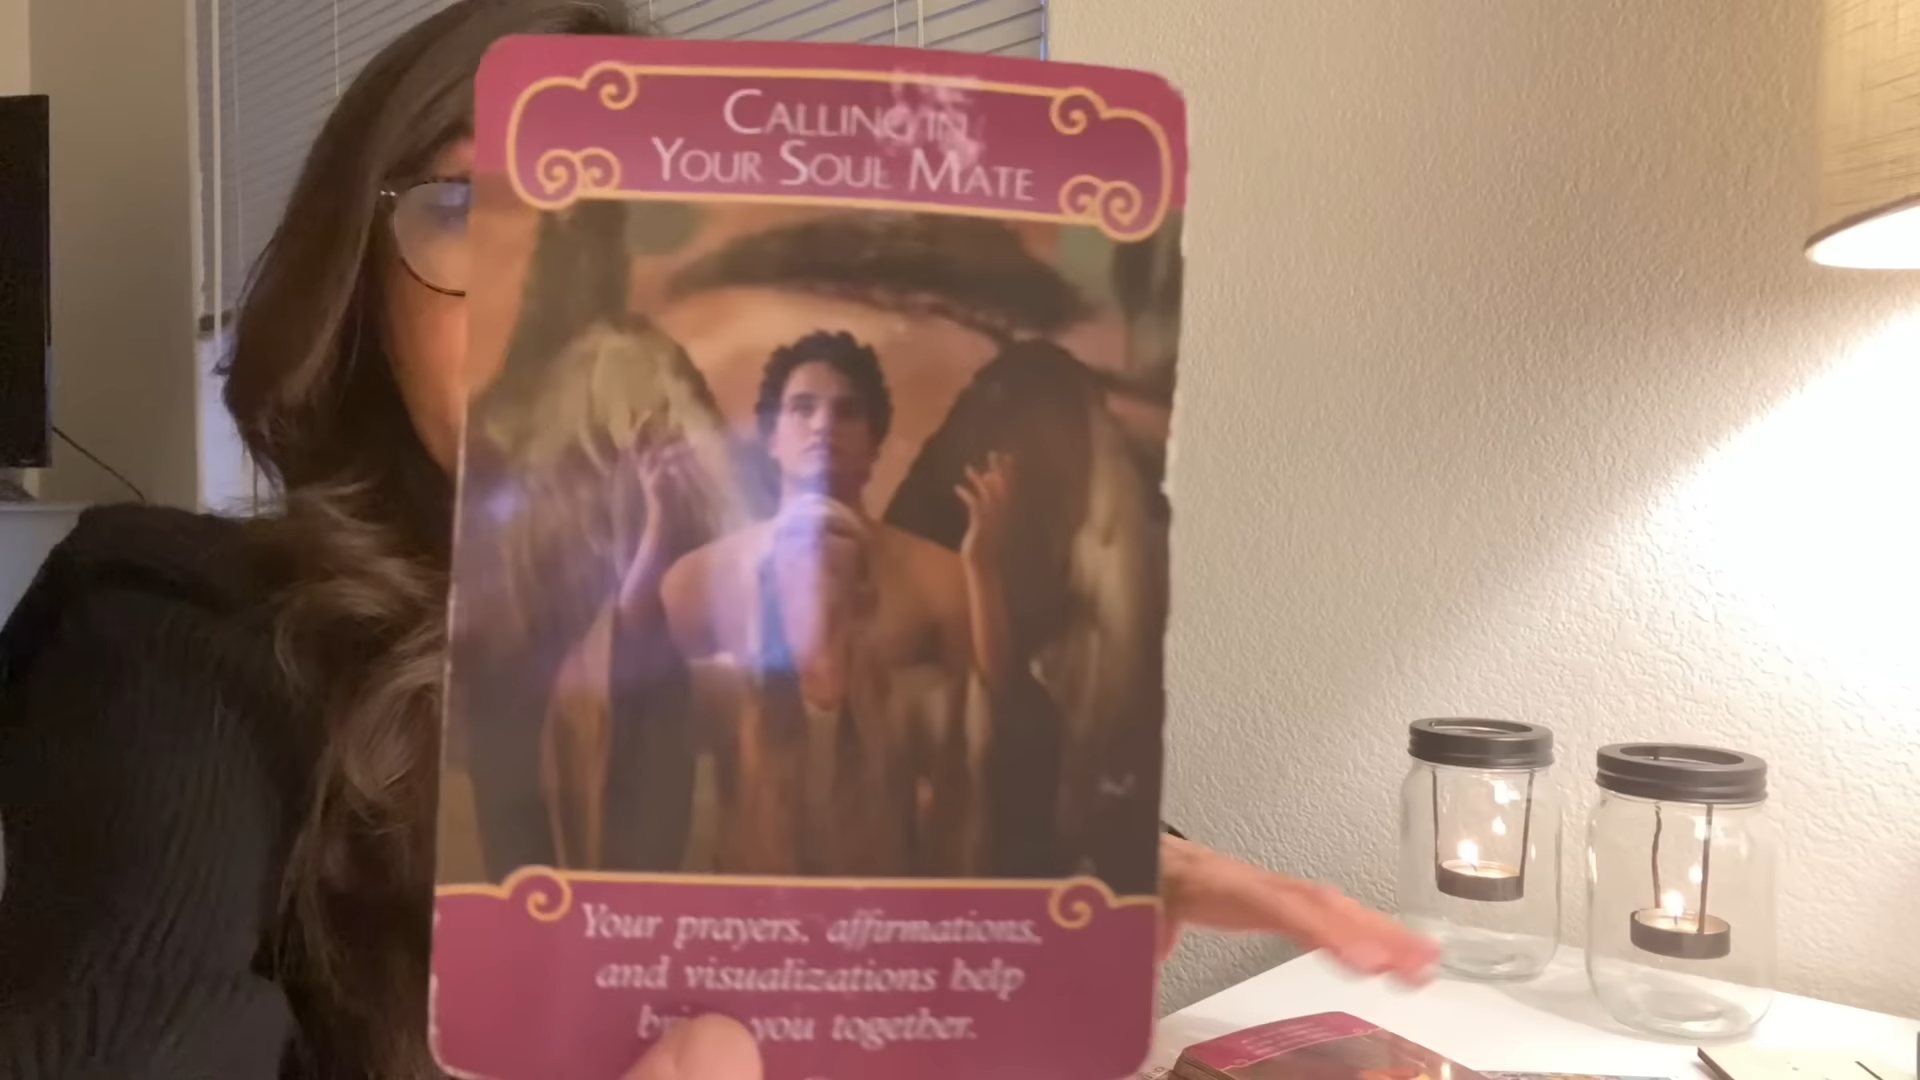 CALLING IN
YOUR SOUL MATE
Your prayers, affirmations,
and visualizations help
you together.